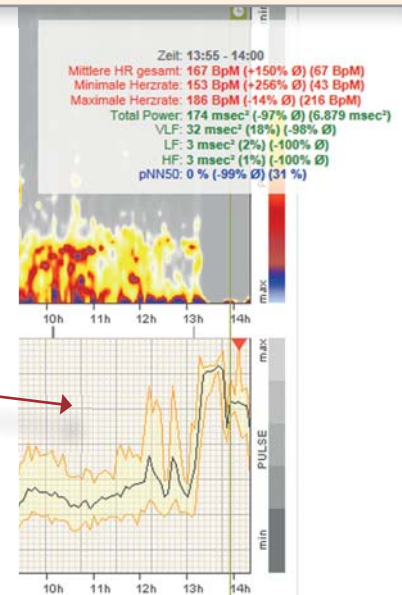 min
Zeit: 13:55 - 14:00
Mittlere HR gesamt: 167 BpM (+150% Ø) (67 BpM)
Minimale Herzrate: 153 BpM (+256% Ø) (43 BpM)
Maximale Herzrate: 186 BpM (-14% Ø) (216 BpM)
Total Power: 174 msec² (-97% Ø) (6.879 msec²)
VLF: 32 msec² (18%) (-98% Ø)
LF: 3 msec² (2%) (-100% Ø)
HF: 3 msec² (1%) (-100% Ø)
pNN50: 0 % (-99% Ø) (31 %)
max
10h 11h 12h 13h 14h
max
PULSE
min
10h 11h 12h 13h 14h